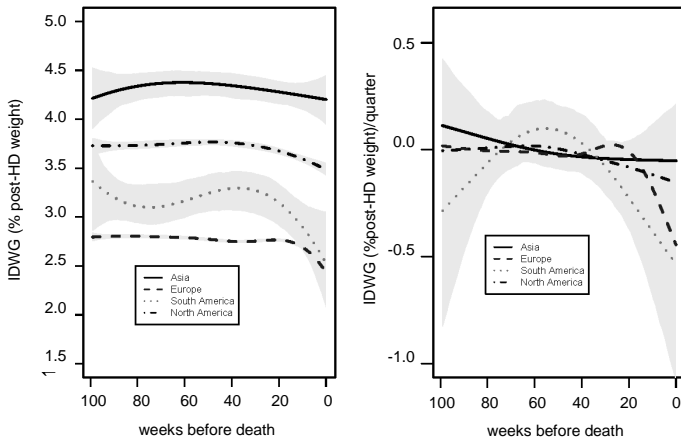 5.0
4.5
4.0
3.5
3.0
2.5
2.0
1.5
IDWG (% post-HD weight)
Asia
Europe
South America
North America
100 80 60 40 20 0
weeks before death
0.5
0.0
-0.5
-1.0
IDWG (%post-HD weight)/quarter
Asia
Europe
South America
North America
100 80 60 40 20 0
weeks before death